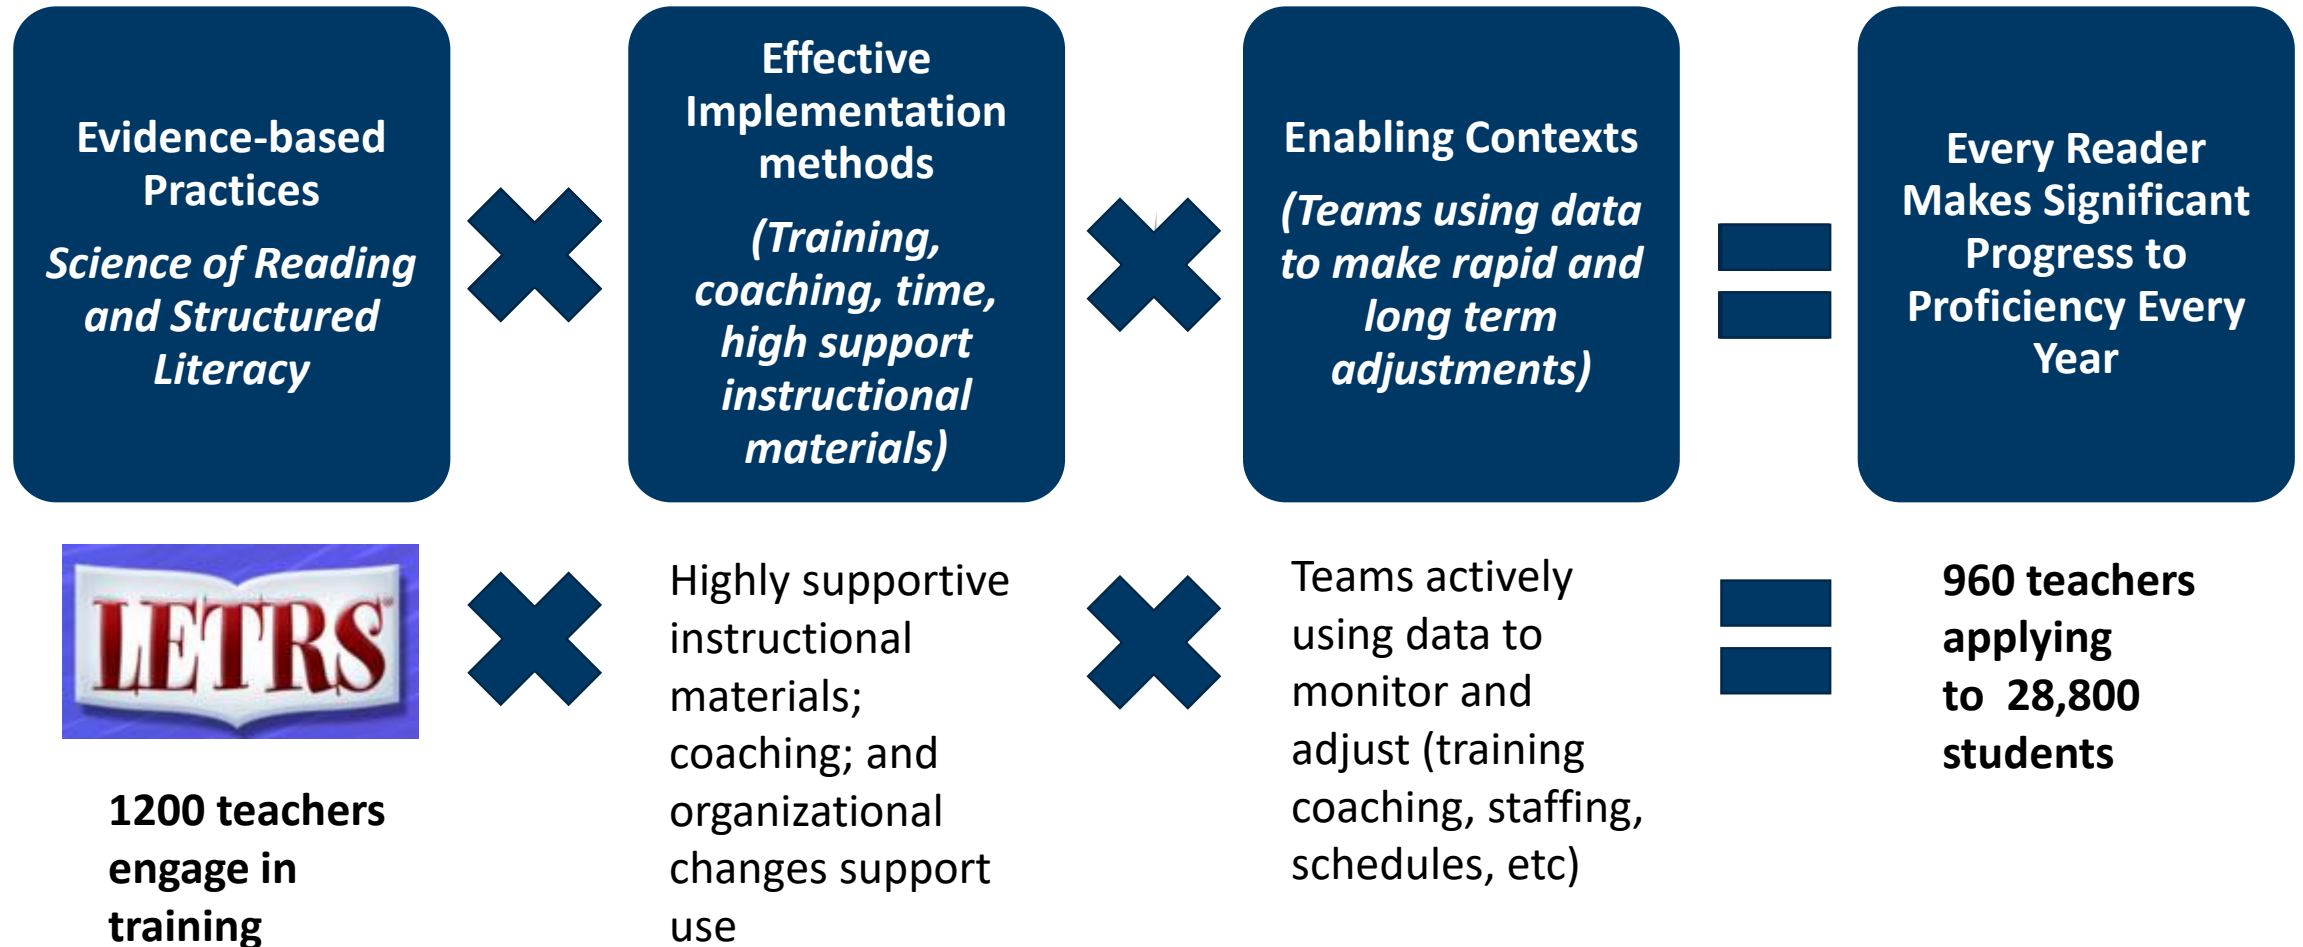 Evidence-based
Practices
Science of Reading
and Structured
Literacy
Effective
Implementation
methods
(Training,
coaching, time,
high support
instructional
materials)
Enabling Contexts
(Teams using data
to make rapid and
long term
adjustments)
Every Reader
Makes Significant
Progress to
Proficiency Every
Year
LETRS
1200 teachers
engage in
training
Highly supportive
instructional
materials;
coaching; and
organizational
changes support
use
Teams actively
using data to
monitor and
adjust (training
coaching, staffing,
schedules, etc)
960 teachers
applying
to  28,800
students